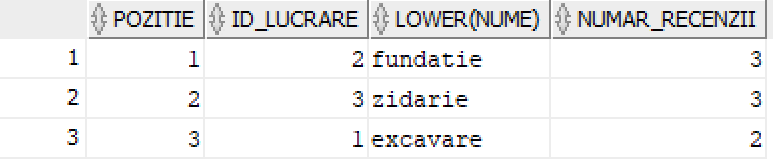 POZITIE ID_LUCRARE LOWER(NUME) NUMAR_RECENZII
1 1 2 fundatie 3
2 2 3 zidarie 3
3 3 1 excavare 2